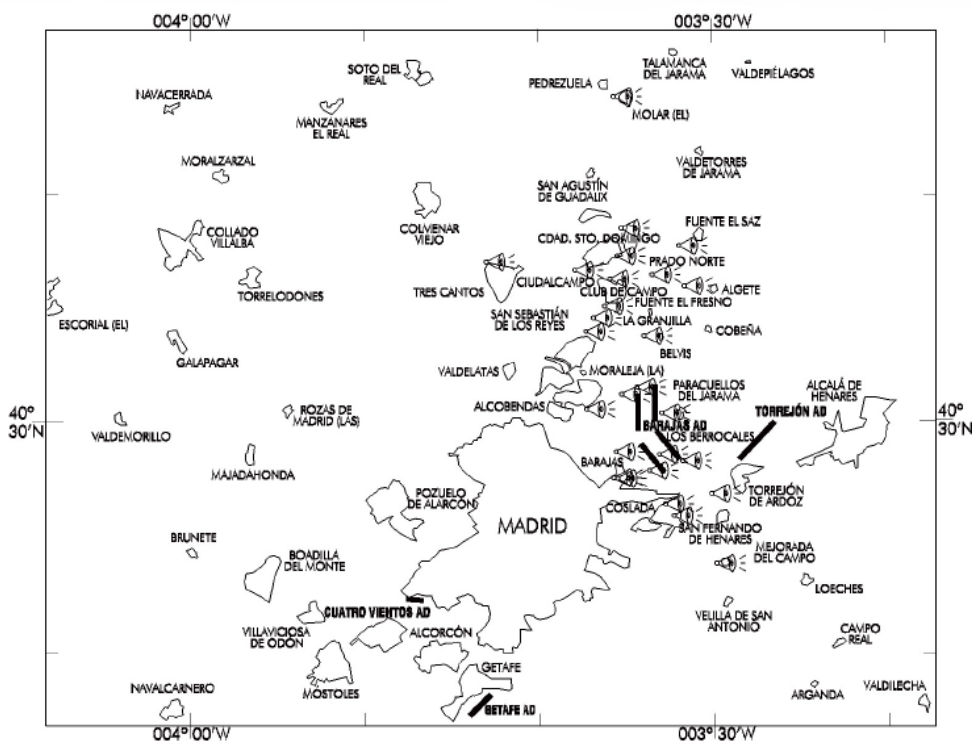 004° 00' W
003° 30' W
TALAMANCA
DEL JARAMA
VALDEPIÉLAGOS
SOTO DEL
REAL
PEDREZUELA
NAVACERRADA
MANZANARES
EL REAL
MOLAR (EL)
MORALZARZAL
VALDETORRES
DE JARAMA
SAN AGUSTÍN
DE GUADALIX
COLLADO
VILLALBA
COLMENAR
VIEJO
FUENTE EL SAZ
CDAD. STO. DOMINGO
PRADO NORTE
TORRELODONES
TRES CANTOS
CIUDALCAMPO
CLUB DE CAMPO
ALGETE
FUENTE EL FRESNO
ESCORIAL (EL)
SAN SEBASTIÁN
DE LOS REYES
LA GRANJILLA
COBEÑA
GALAPAGAR
BELVIS
VALDELATAS
MORALEJA (LA)
PARACUELLOS
DEL JARAMA
ALCALÁ DE
HENARES
40°
30'N
ROZAS DE
MADRID (LAS)
ALCOBENDAS
TORREJÓN AD
40°
30'N
VALDEMORILLO
BARAJAS AD
LOS BERROCALES
BARAJAS
MAJADAHONDA
POZUELO
DE ALARCÓN
TORREJÓN
DE ARDÓZ
COSLADA
MADRID
SAN FERNANDO
DE HENARES
BRUNETE
BOADILLA
DEL MONTE
MEJORADA
DEL CAMPO
LOECHES
CUATRO VIENTOS AD
VELILLA DE SAN
ANTONIO
VILLAVICIOSA
DE ODÓN
ALCORCÓN
CAMPO
REAL
GETAFE
NAVALCARNERO
MOSTOLES
ARGANDA
VALDILECHA
GETAFE AD
004° 00' W
003° 30' W